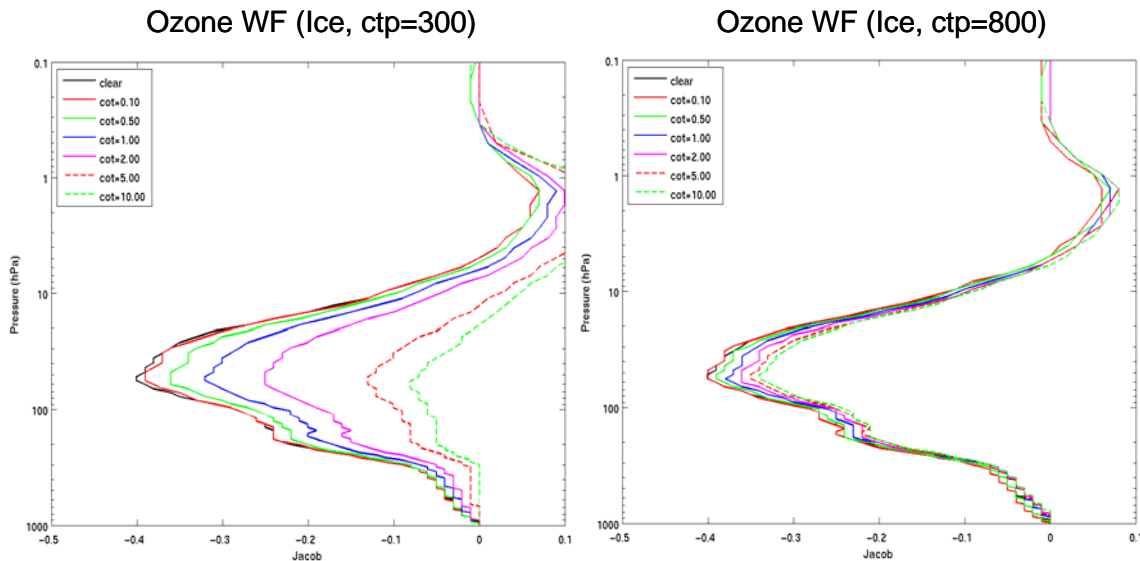 Ozone WF (Ice, ctp=300)
Ozone WF (Ice, ctp=800)
0.1
clear
cot=0.10
cot=0.50
cot=1.00
cot=2.00
cot=5.00
cot=10.00
1
10
100
1000
Pressure (hPa)
-0.5
-0.4
-0.3
-0.2
-0.1
0
0.1
Jacob
0.1
clear
cot=0.10
cot=0.50
cot=1.00
cot=2.00
cot=5.00
cot=10.00
1
10
100
1000
Pressure (hPa)
-0.5
-0.4
-0.3
-0.2
-0.1
0
0.1
Jacob